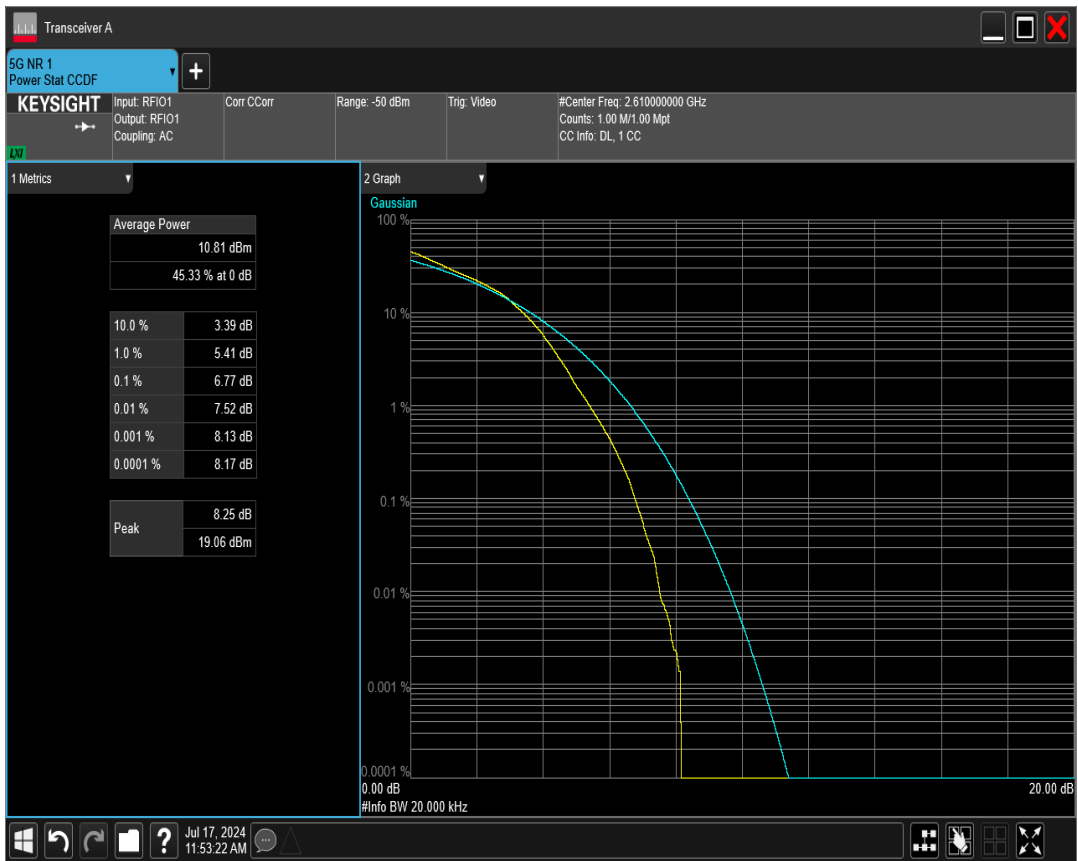 Transceiver A
5G NR 1
Power Stat CCDF
KEYSIGHT
LXI
Input: RFIO1
Output: RFIO1
Coupling: AC
Corr CCorr
Range: -50 dBm
Trig: Video
#Center Freq: 2.610000000 GHz
Counts: 1.00 M/1.00 Mpt
CC Info: DL, 1 CC
1 Metrics
Average Power
10.81 dBm
45.33 % at 0 dB
10.0 % 3.39 dB
1.0 % 5.41 dB
0.1 % 6.77 dB
0.01 % 7.52 dB
0.001 % 8.13 dB
0.0001 % 8.17 dB
Peak
8.25 dB
19.06 dBm
2 Graph
Gaussian
100 %
10 %
1 %
0.1 %
0.01 %
0.001 %
0.0001 %
0.00 dB 20.00 dB
#Info BW 20.000 kHz
? Jul 17, 2024
11:53:22 AM